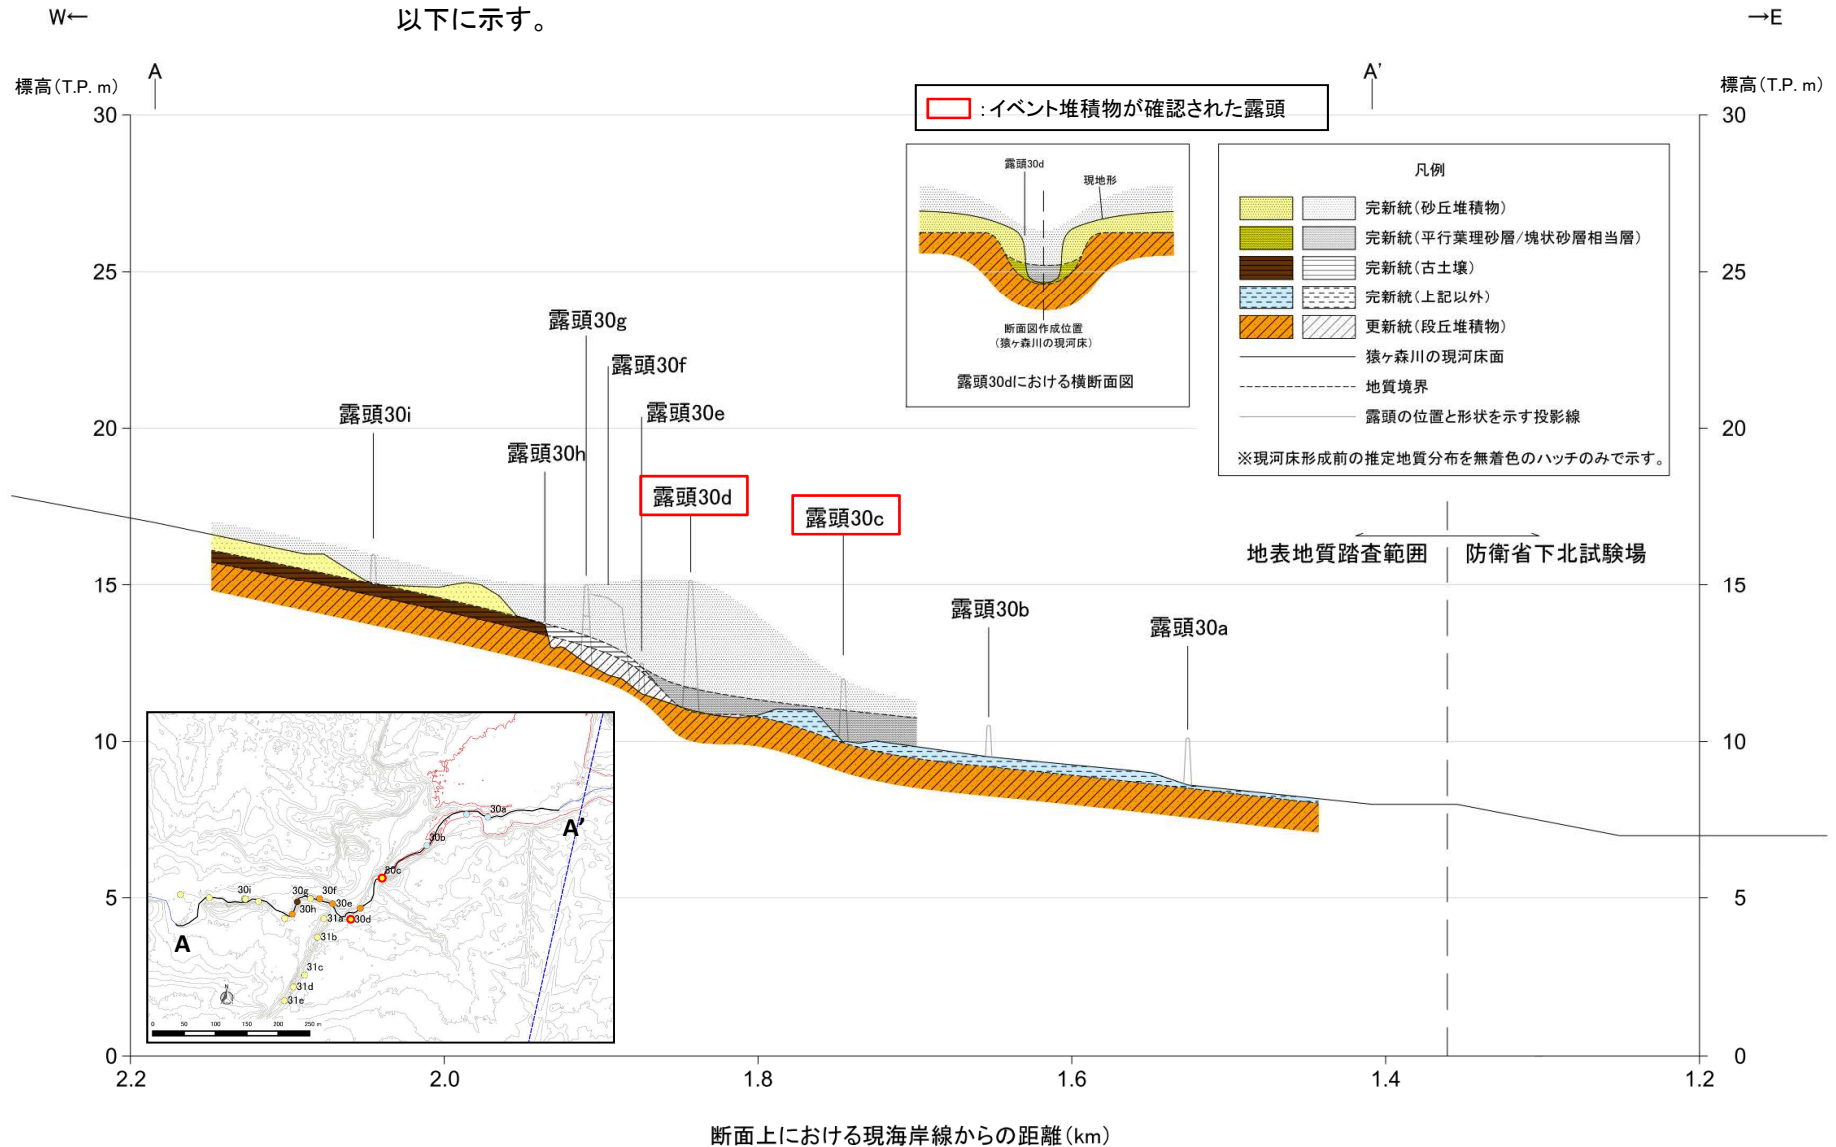 W←
以下に示す。
→E
標高(T.P. m)
A
A'
標高(T.P. m)
:イベント堆積物が確認された露頭
露頭30d
現地形
断面図作成位置
(猿ヶ森川の現河床)
露頭30dにおける横断面図
凡例
完新統(砂丘堆積物)
完新統(平行葉理砂層/塊状砂層相当層)
完新統(古土壌)
完新統(上記以外)
更新統(段丘堆積物)
猿ヶ森川の現河床面
地質境界
露頭の位置と形状を示す投影線
※現河床形成前の推定地質分布を無着色のハッチのみで示す。
30
25
20
15
10
5
0
30
25
20
15
10
5
0
露頭30g
露頭30f
露頭30i
露頭30e
露頭30h
露頭30d
露頭30c
地表地質踏査範囲
防衛省下北試験場
露頭30b
露頭30a
30a
A'
30b
30c
30i
30g
30f
30e
30h
31a
30d
A
31b
31c
31d
31e
N
0 50 100 150 200 250 m
2.2
2.0
1.8
1.6
1.4
1.2
断面上における現海岸線からの距離(km)